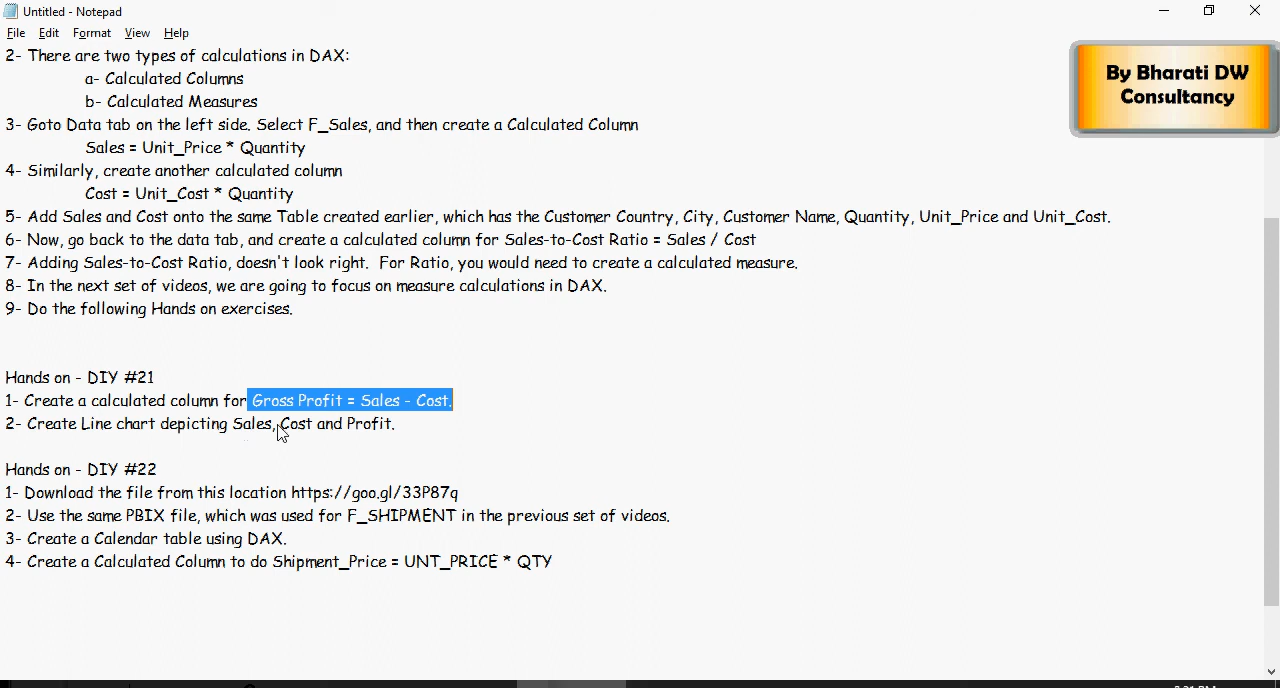 Untitled - Notepad
File Edit Format View Help
2- There are two types of calculations in DAX:
a- Calculated Columns
b- Calculated Measures
3- Goto Data tab on the left side. Select F_Sales, and then create a Calculated Column
Sales = Unit_Price * Quantity
4- Similarly, create another calculated column
Cost = Unit_Cost * Quantity
5- Add Sales and Cost onto the same Table created earlier, which has the Customer Country, City, Customer Name, Quantity, Unit_Price and Unit_Cost.
6- Now, go back to the data tab, and create a calculated column for Sales-to-Cost Ratio = Sales / Cost
7- Adding Sales-to-Cost Ratio, doesn't look right. For Ratio, you would need to create a calculated measure.
8- In the next set of videos, we are going to focus on measure calculations in DAX.
9- Do the following Hands on exercises.
Hands on - DIY #21
1- Create a calculated column for Gross Profit = Sales - Cost.
2- Create Line chart depicting Sales, Cost and Profit.
Hands on - DIY #22
1- Download the file from this location https://goo.gl/33P87q
2- Use the same PBIX file, which was used for F_SHIPMENT in the previous set of videos.
3- Create a Calendar table using DAX.
4- Create a Calculated Column to do Shipment_Price = UNT_PRICE * QTY
By Bharati DW
Consultancy